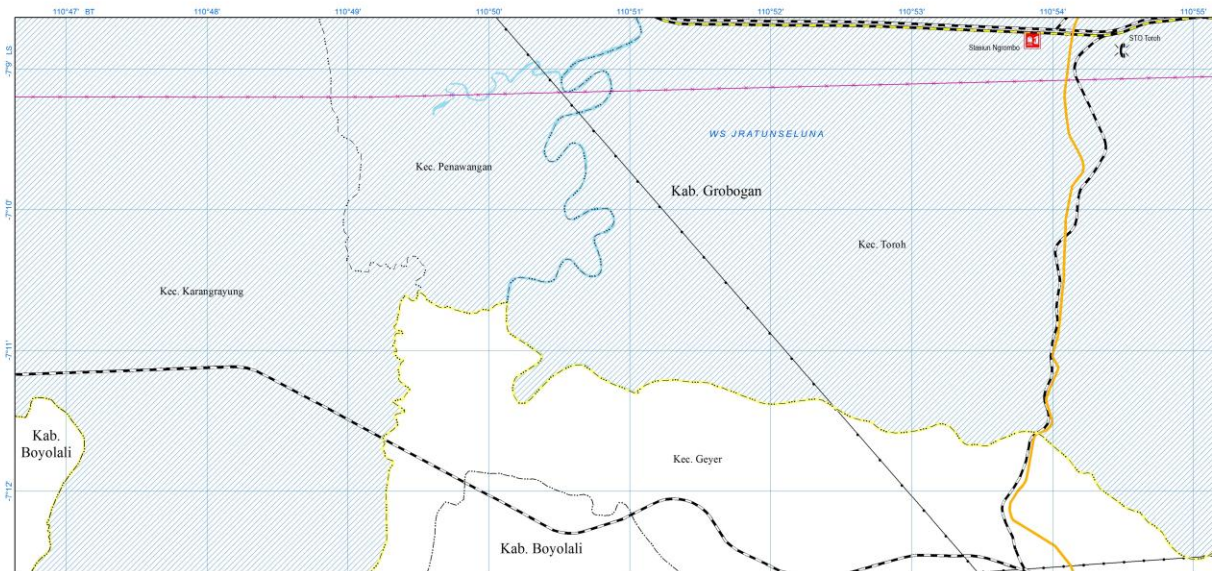 110°47' BT
110°48'
110°49'
110°50'
110°51'
110°52'
110°53'
110°54'
110°55'
-7°9' LS
Stasiun Ngrombo
STO Toroh
WS JRATUNSELUNA
Kec. Penawangan
Kab. Grobogan
-7°10'
Kec. Toroh
Kec. Karangrayung
-7°11'
Kab.
Boyolali
Kec. Geyer
-7°12'
Kab. Boyolali